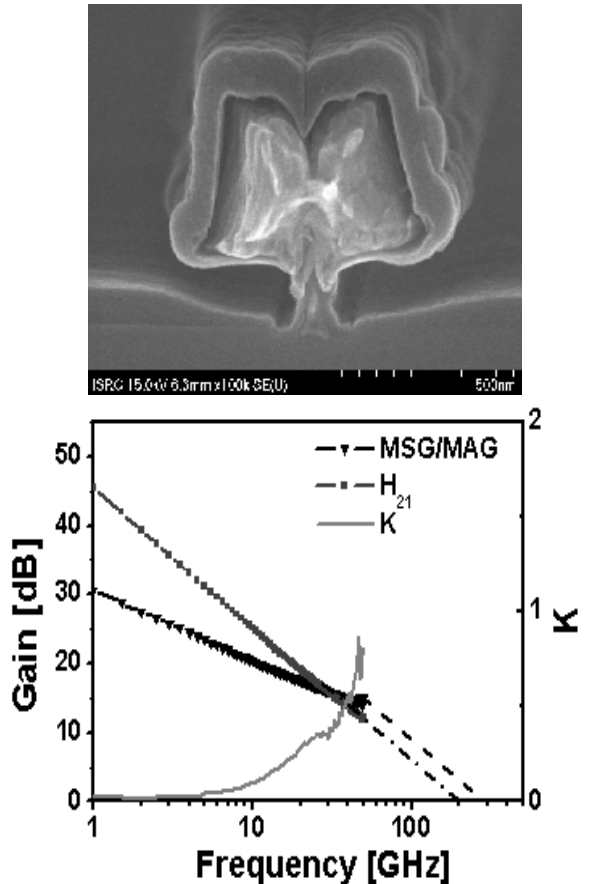 ISRC 15.0kV 6.3mm x100k SE(U) 500nm
MSG/MAG
H21
K
Gain [dB]
50
40
30
20
10
0
2
1
0
K
1
10
100
Frequency [GHz]